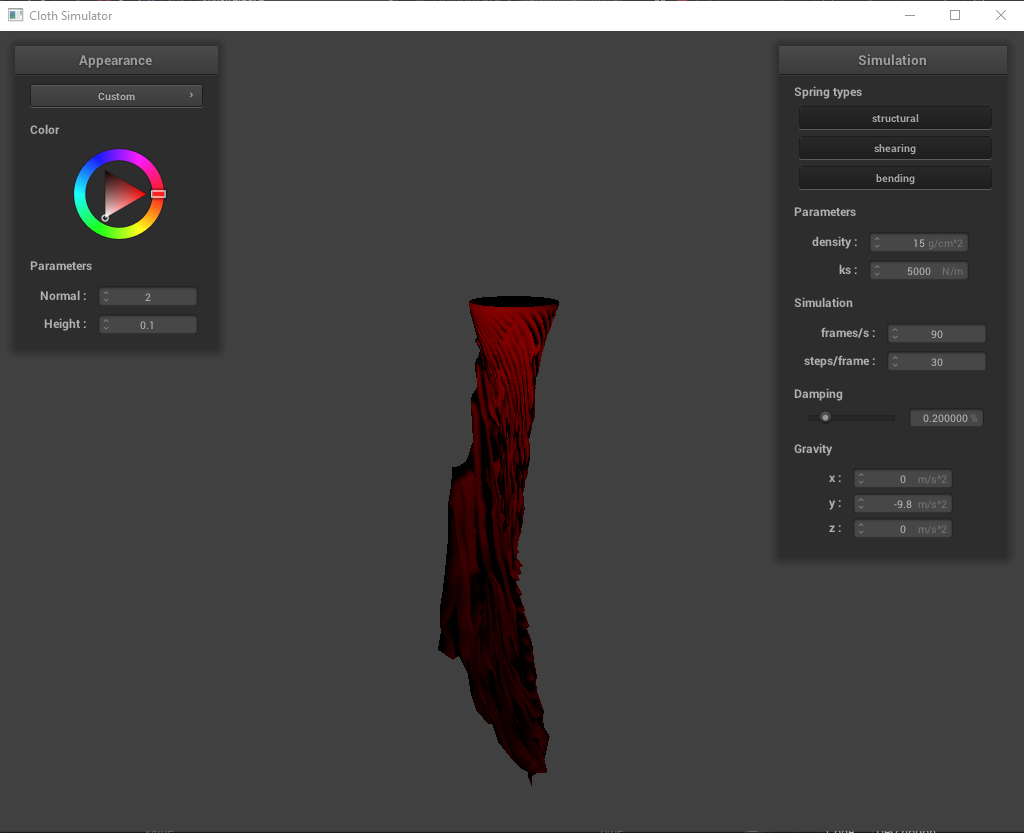 Cloth Simulator
Appearance
Custom
Color
Parameters
Normal : 2
Height : 0.1
Simulation
Spring types
structural
shearing
bending
Parameters
density : 15 g/cm^2
ks : 5000 N/m
Simulation
frames/s : 90
steps/frame : 30
Damping
0.200000 %
Gravity
x : 0 m/s^2
y : -9.8 m/s^2
z : 0 m/s^2